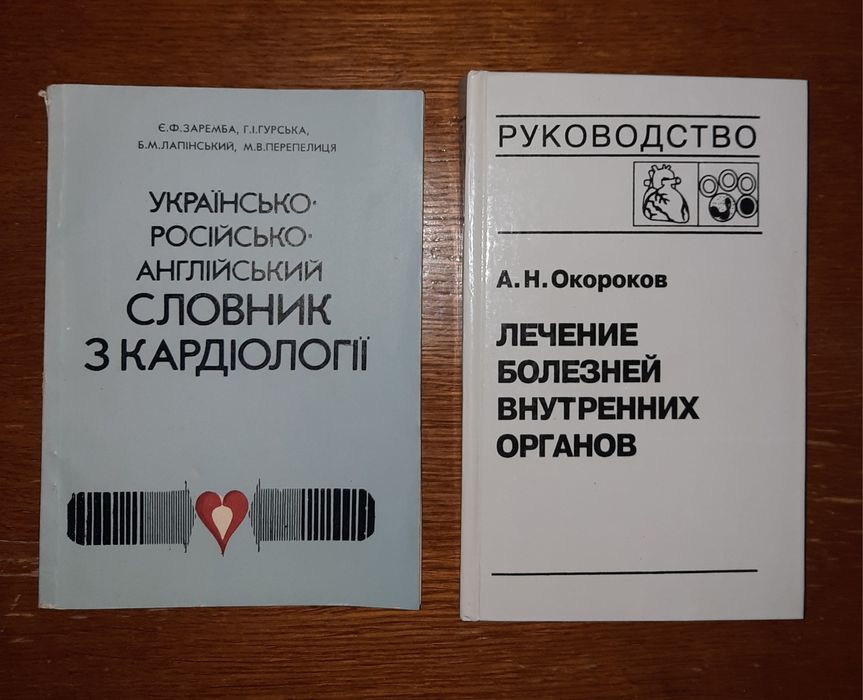 Є.Ф.ЗАРЕМБА, Г.І.ГУРСЬКА,
Б.М.ЛАПІНСЬКИЙ, М.В.ПЕРЕПЕЛИЦЯ
УКРАЇНСЬКО-
РОСІЙСЬКО-
АНГЛІЙСЬКИЙ
СЛОВНИК
З КАРДІОЛОГІЇ
РУКОВОДСТВО
А.Н.Окороков
ЛЕЧЕНИЕ
БОЛЕЗНЕЙ
ВНУТРЕННИХ
ОРГАНОВ